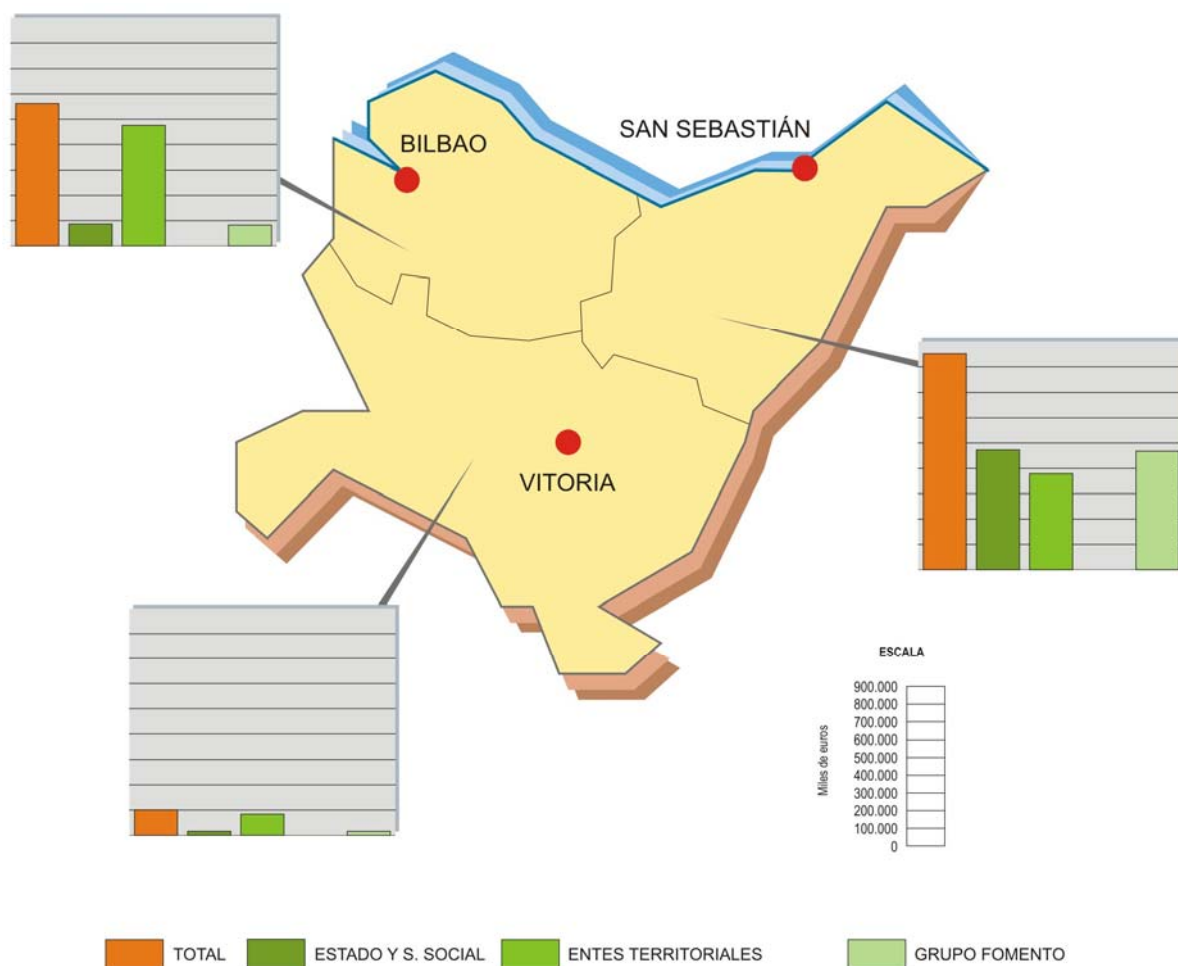 BILBAO
SAN SEBASTIÁN
VITORIA
ESCALA
Miles de euros
900.000
800.000
700.000
600.000
500.000
400.000
300.000
200.000
100.000
0
TOTAL
ESTADO Y S. SOCIAL
ENTES TERRITORIALES
GRUPO FOMENTO